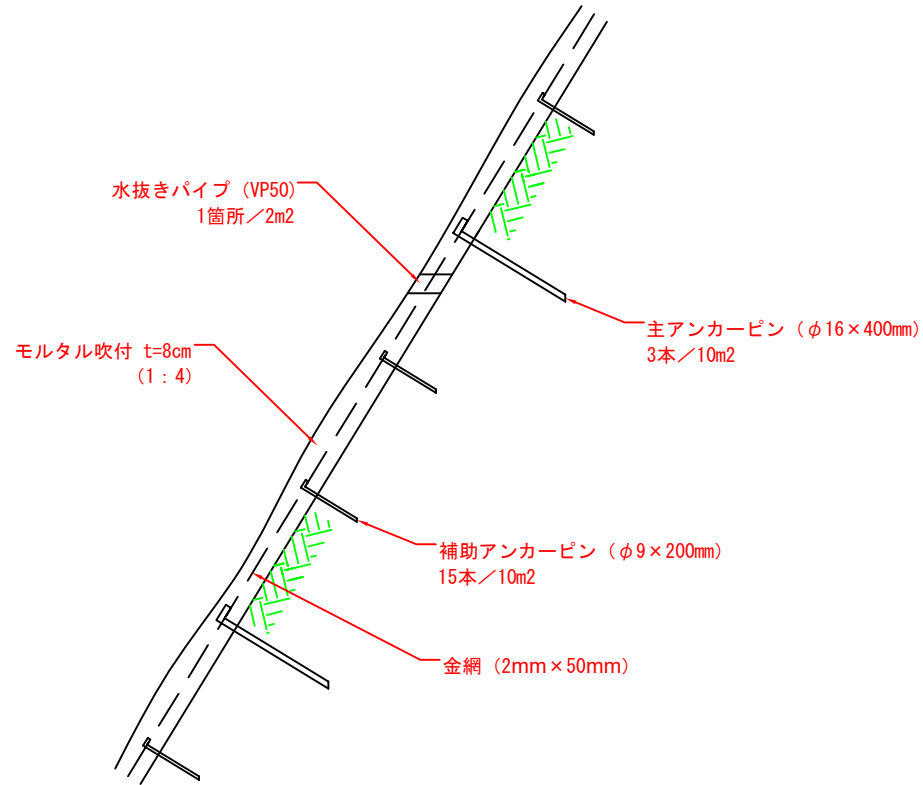 水抜きパイプ（VP50）
1箇所／2m2
主アンカーピン（φ16×400mm）
3本／10m2
モルタル吹付 t=8cm
（1：4）
補助アンカーピン（φ9×200mm）
15本／10m2
金網（2mm×50mm）